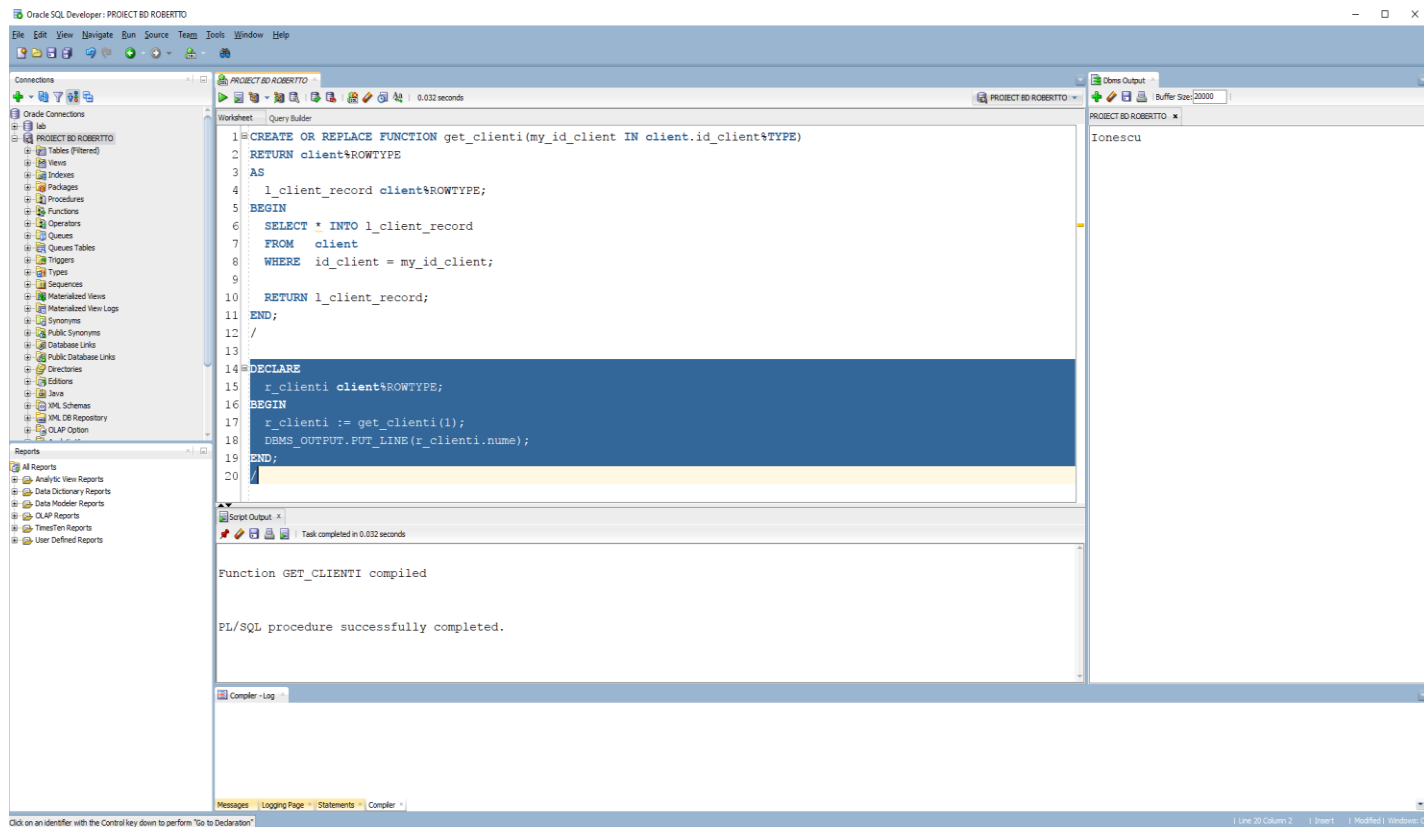 Oracle SQL Developer : PROIECT BD ROBERTTO
File Edit View Navigate Run Source Team Tools Window Help
Connections
Oracle Connections
lab
PROIECT BD ROBERTTO
Tables (Filtered)
Views
Indexes
Packages
Procedures
Functions
Operators
Queues
Queues Tables
Triggers
Types
Sequences
Materialized Views
Materialized View Logs
Synonyms
Public Synonyms
Database Links
Public Database Links
Directories
Editions
Java
XML Schemas
XML DB Repository
OLAP Option
Reports
All Reports
Analytic View Reports
Data Dictionary Reports
Data Modeler Reports
OLAP Reports
TimesTen Reports
User Defined Reports
PROIECT BD ROBERTTO
0.032 seconds
PROIECT BD ROBERTTO
Worksheet Query Builder
1 CREATE OR REPLACE FUNCTION get_clienti(my_id_client IN client.id_client%TYPE)
2 RETURN client%ROWTYPE
3 AS
4 l_client_record client%ROWTYPE;
5 BEGIN
6 SELECT * INTO l_client_record
7 FROM client
8 WHERE id_client = my_id_client;
9
10 RETURN l_client_record;
11 END;
12 /
13
14 DECLARE
15 r_clienti client%ROWTYPE;
16 BEGIN
17 r_clienti := get_clienti(1);
18 DBMS_OUTPUT.PUT_LINE(r_clienti.nume);
19 END;
20 /
Script Output x
Task completed in 0.032 seconds
Function GET_CLIENTI compiled
PL/SQL procedure successfully completed.
Compiler - Log
Messages Logging Page Statements Compiler
Dbms Output
Buffer Size: 20000
PROIECT BD ROBERTTO
Ionescu
Click on an identifier with the Control key down to perform "Go to Declaration"
Line 20 Column 2 Insert Modified Windows: